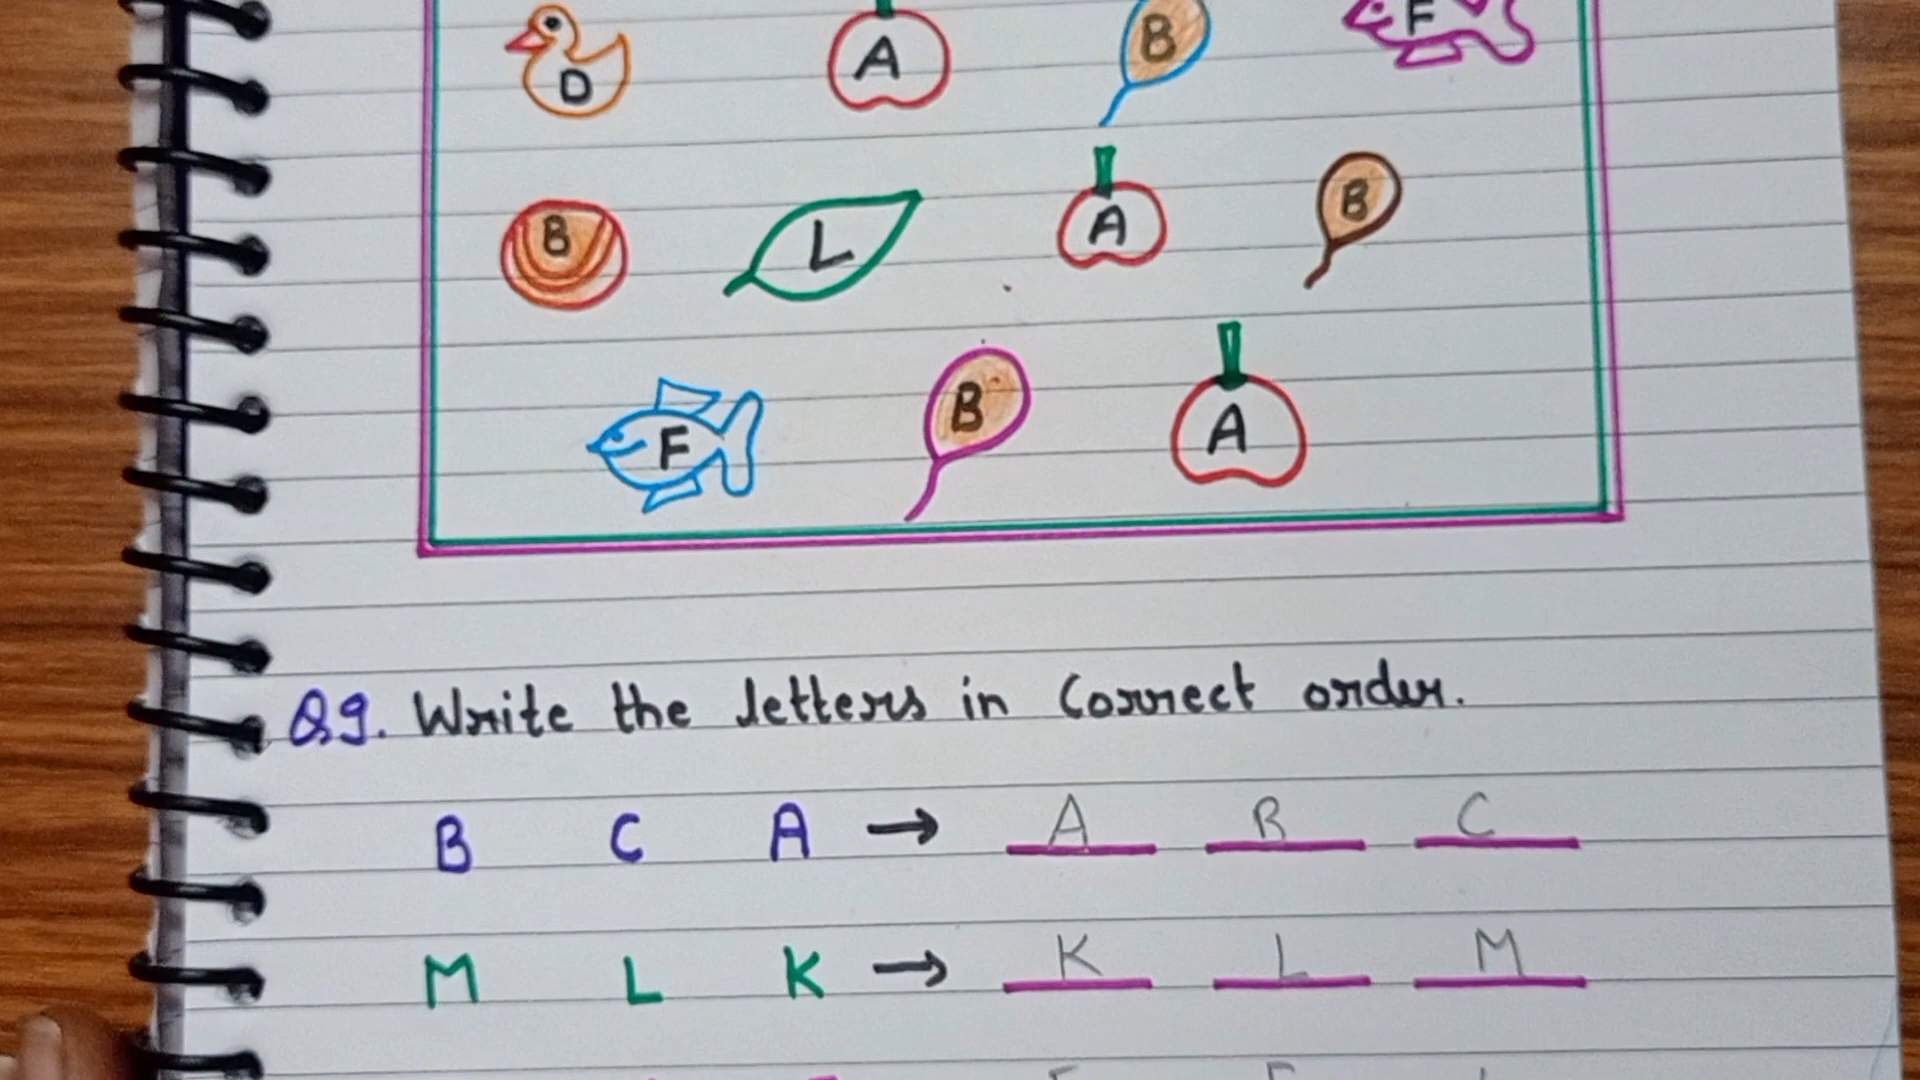 D A B F
B L A B
F B A
Q9. Write the letters in Correct order.
B C A → A B C
M L K → K L M